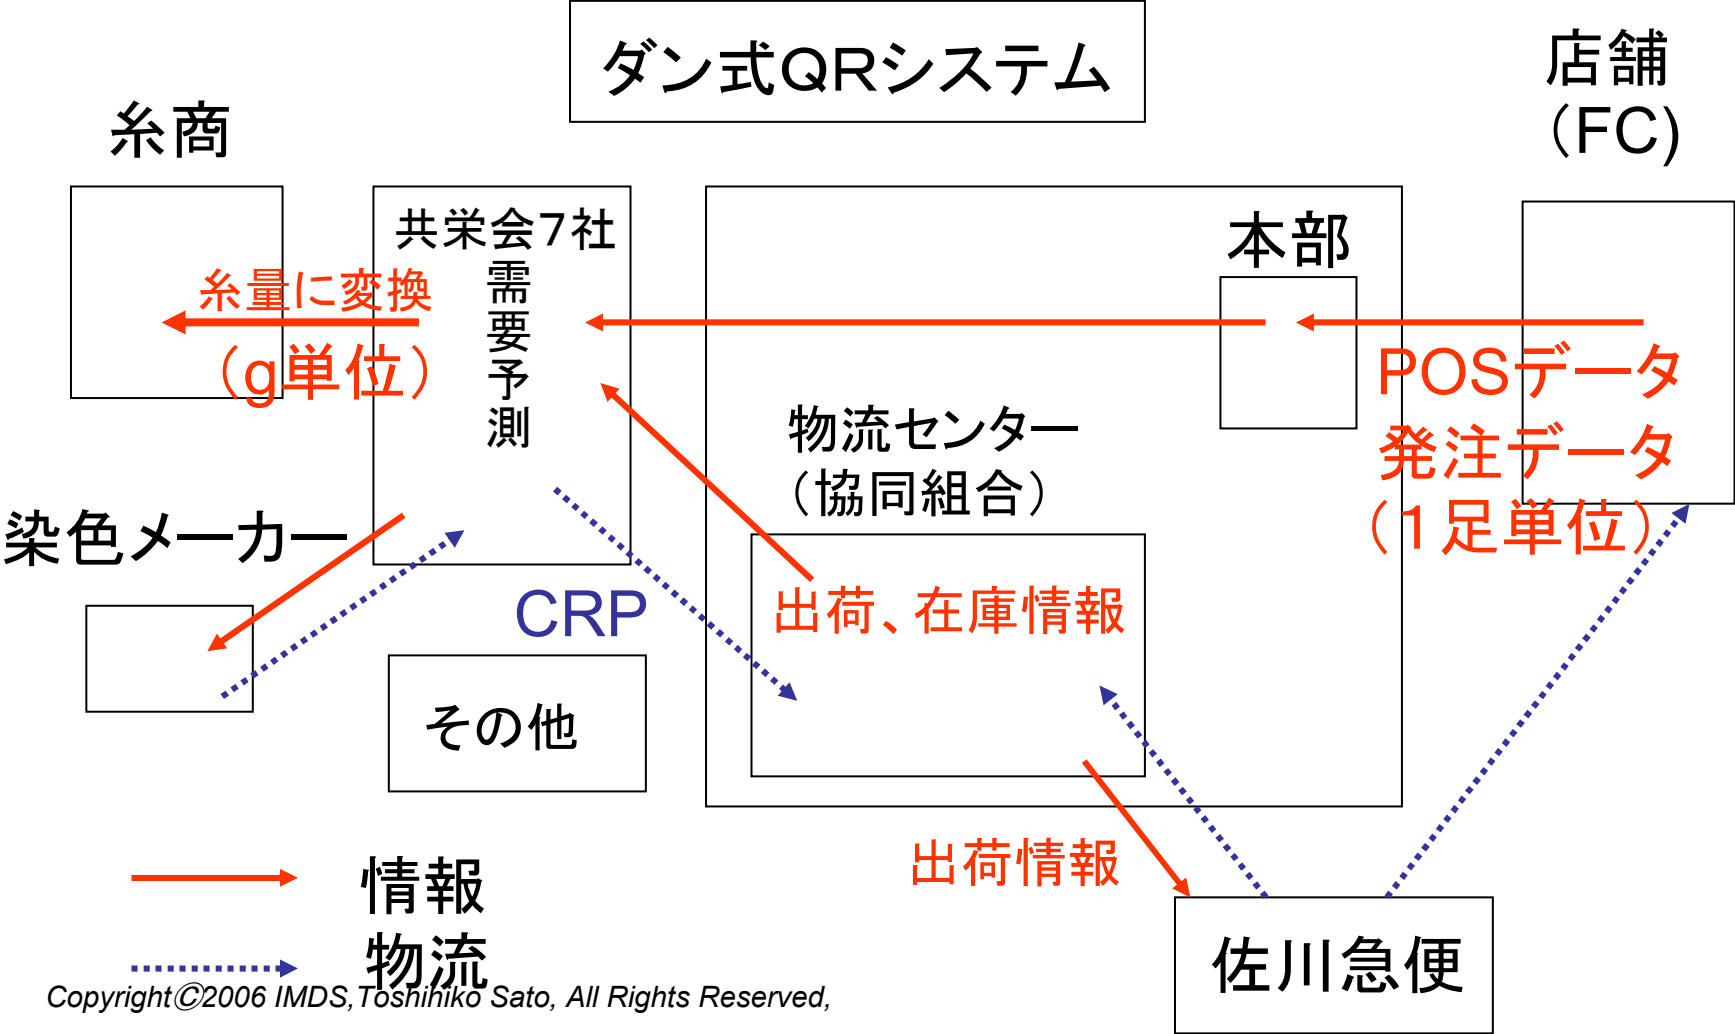 ダン式QRシステム
店舗
（FC)
糸商
共栄会7社
需要予測
本部
糸量に変換
（g単位）
POSデータ
発注データ
（1足単位）
物流センター
（協同組合）
染色メーカー
出荷、在庫情報
CRP
その他
出荷情報
情報
物流
佐川急便
CopyrightⒸ2006 IMDS,Toshihiko Sato, All Rights Reserved,